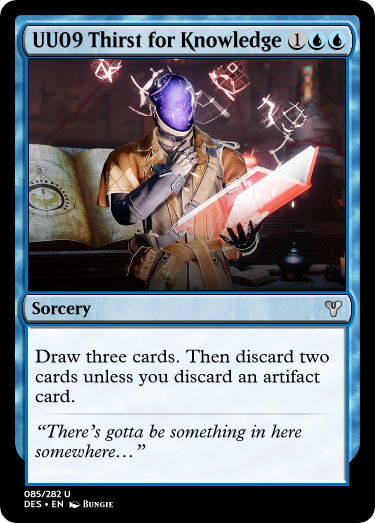 UU09 Thirst for Knowledge 1
Sorcery
Draw three cards. Then discard two
cards unless you discard an artifact
card.
“There's gotta be something in here
somewhere…”
085/282 U
DES • EN Bungie